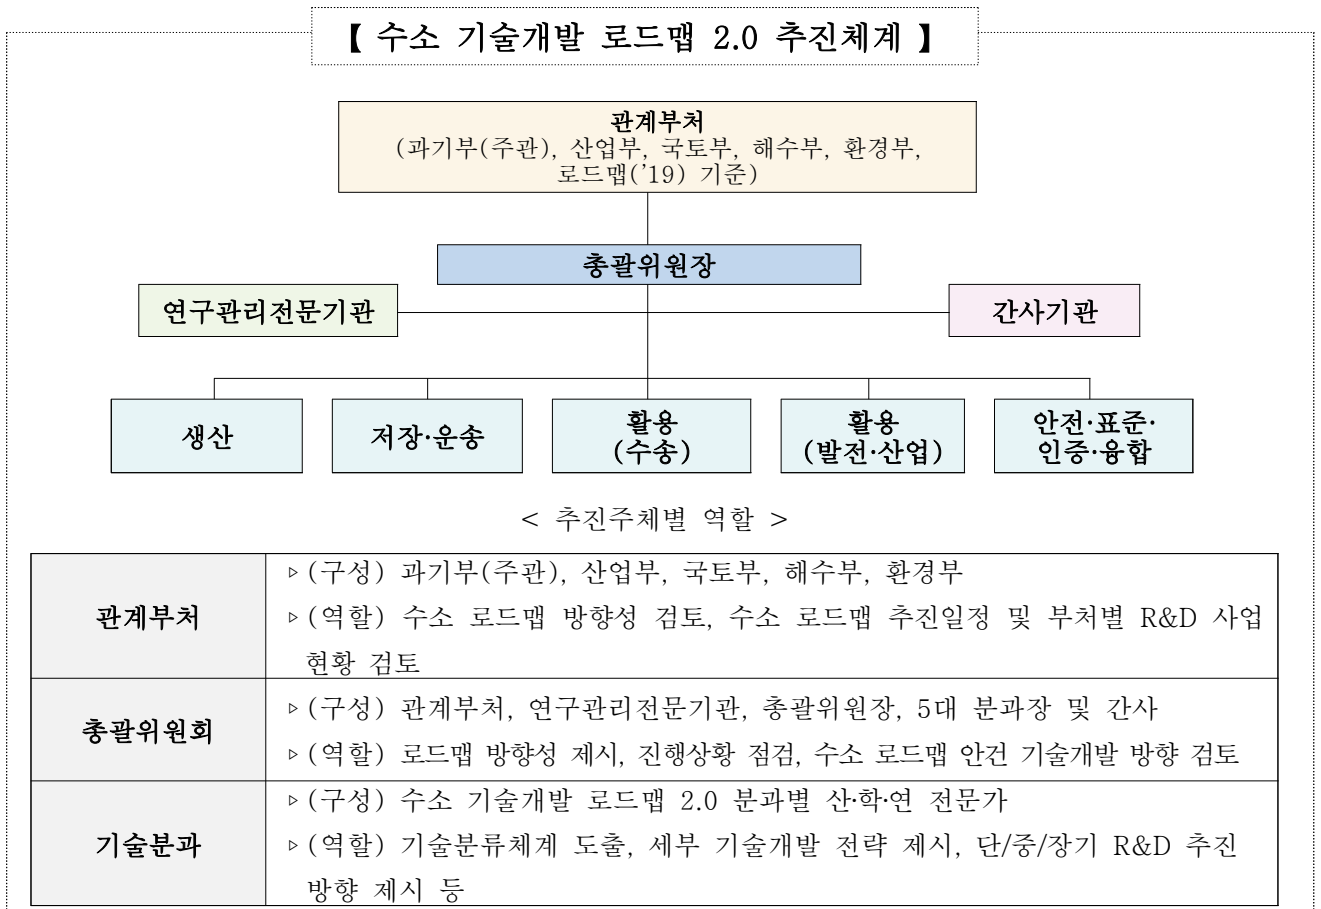 【 수소 기술개발 로드맵 2.0 추진체계 】
관계부처
(과기부(주관), 산업부, 국토부, 해수부, 환경부,
로드맵('19) 기준)
총괄위원장
연구관리전문기관
간사기관
생산
저장·운송
활용
(수송)
활용
(발전·산업)
안전·표준·
인증·융합
< 추진주체별 역할 >
관계부처
▹(구성) 과기부(주관), 산업부, 국토부, 해수부, 환경부
▹(역할) 수소 로드맵 방향성 검토, 수소 로드맵 추진일정 및 부처별 R&D 사업
현황 검토
총괄위원회
▹(구성) 관계부처, 연구관리전문기관, 총괄위원장, 5대 분과장 및 간사
▹(역할) 로드맵 방향성 제시, 진행상황 점검, 수소 로드맵 안건 기술개발 방향 검토
기술분과
▹(구성) 수소 기술개발 로드맵 2.0 분과별 산·학·연 전문가
▹(역할) 기술분류체계 도출, 세부 기술개발 전략 제시, 단/중/장기 R&D 추진
방향 제시 등